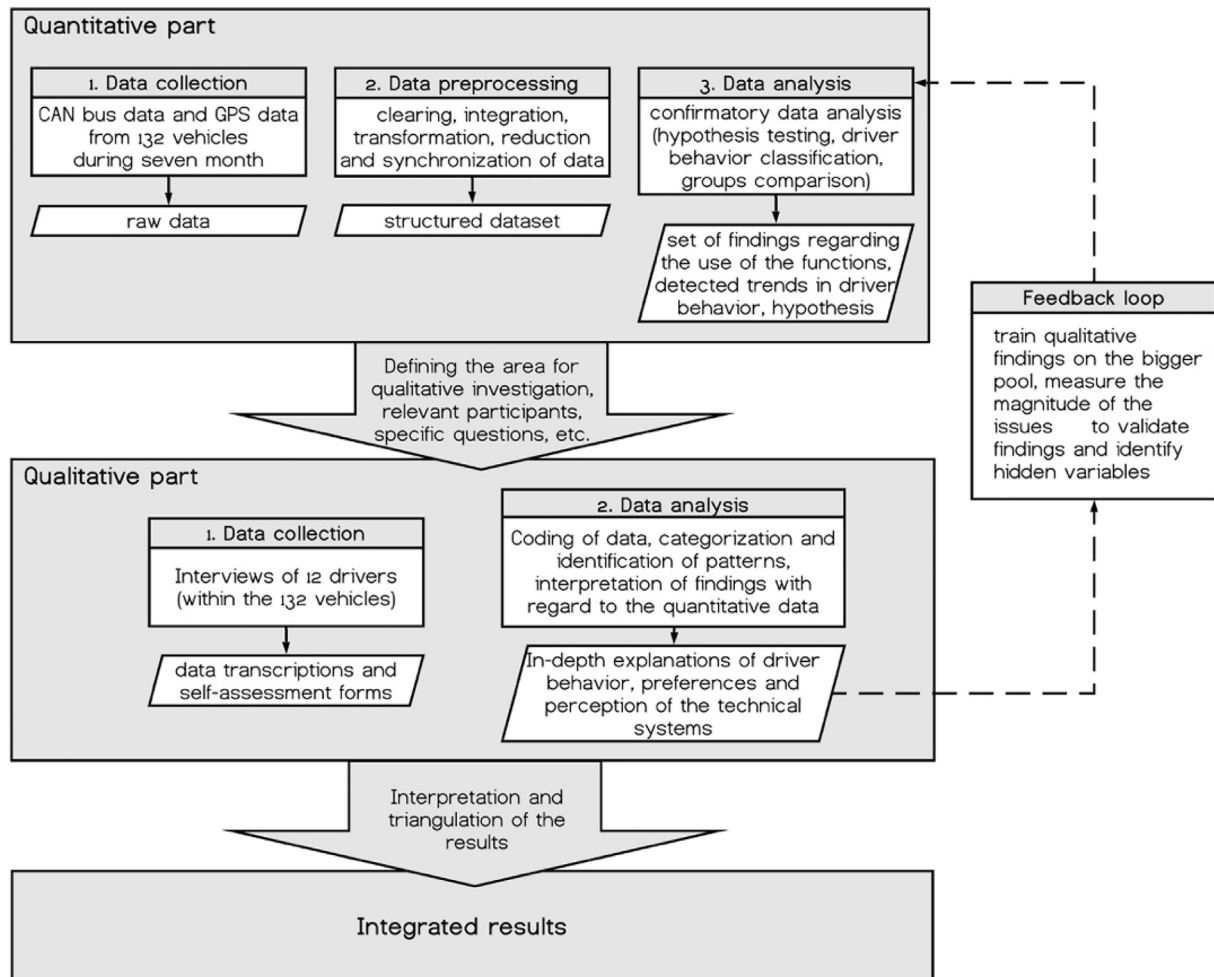 Quantitative part
1. Data collection
CAN bus data and GPS data
from 132 vehicles
during seven month
raw data
2. Data preprocessing
clearing, integration,
transformation, reduction
and synchronization of data
structured dataset
3. Data analysis
confirmatory data analysis
(hypothesis testing, driver
behavior classification,
groups comparison)
set of findings regarding
the use of the functions,
detected trends in driver
behavior, hypothesis
Feedback loop
train qualitative
findings on the bigger
pool, measure the
magnitude of the
issues to validate
findings and identify
hidden variables
Defining the area for
qualitative investigation,
relevant participants,
specific questions, etc.
Qualitative part
1. Data collection
Interviews of 12 drivers
(within the 132 vehicles)
data transcriptions and
self-assessment forms
2. Data analysis
Coding of data, categorization and
identification of patterns,
interpretation of findings with
regard to the quantitative data
In-depth explanations of driver
behavior, preferences and
perception of the technical
systems
Interpretation and
triangulation of the
results
Integrated results